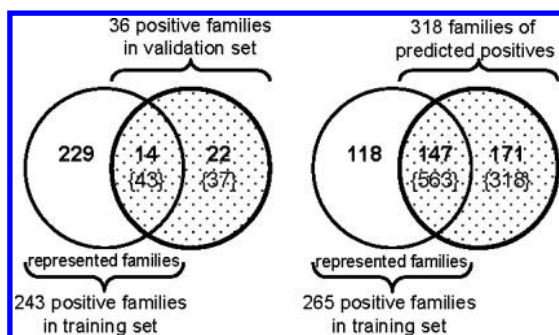 36 positive families
in validation set
229
14
{43}
22
{37}
represented families
243 positive families
in training set
318 families of
predicted positives
118
147
{563}
171
{318}
represented families
265 positive families
in training set